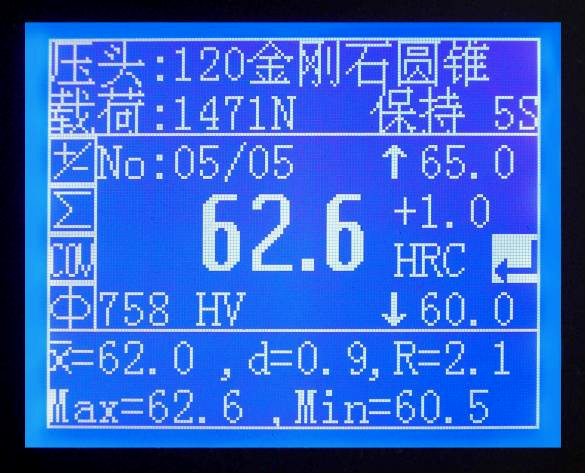 压头:120金刚石圆锥
载荷:1471N 保持 5S
+/- No:05/05 ↑65.0
Σ 62.6 +1.0
CON HRC
Φ 758 HV ↓60.0
x̄=62.0 ,d=0.9,R=2.1
Max=62.6 ,Min=60.5